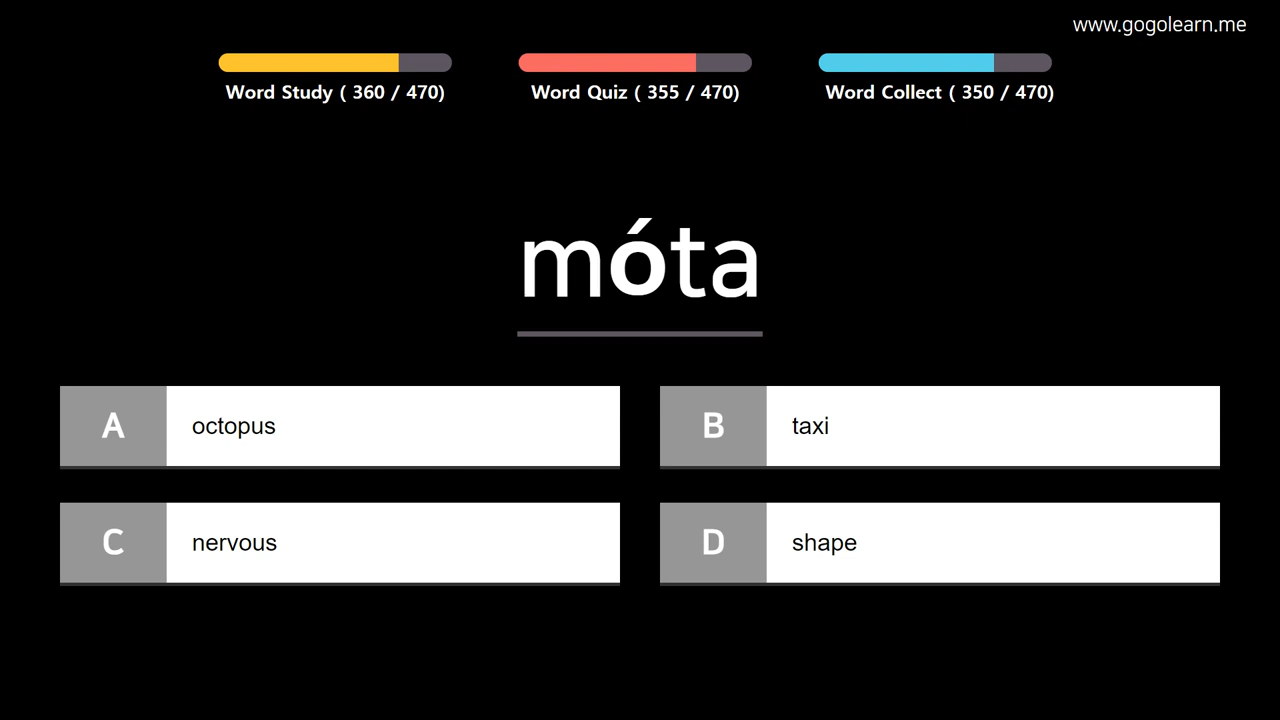 www.gogolearn.me
Word Study ( 360 / 470)
Word Quiz ( 355 / 470)
Word Collect ( 350 / 470)
móta
A octopus
B taxi
C nervous
D shape